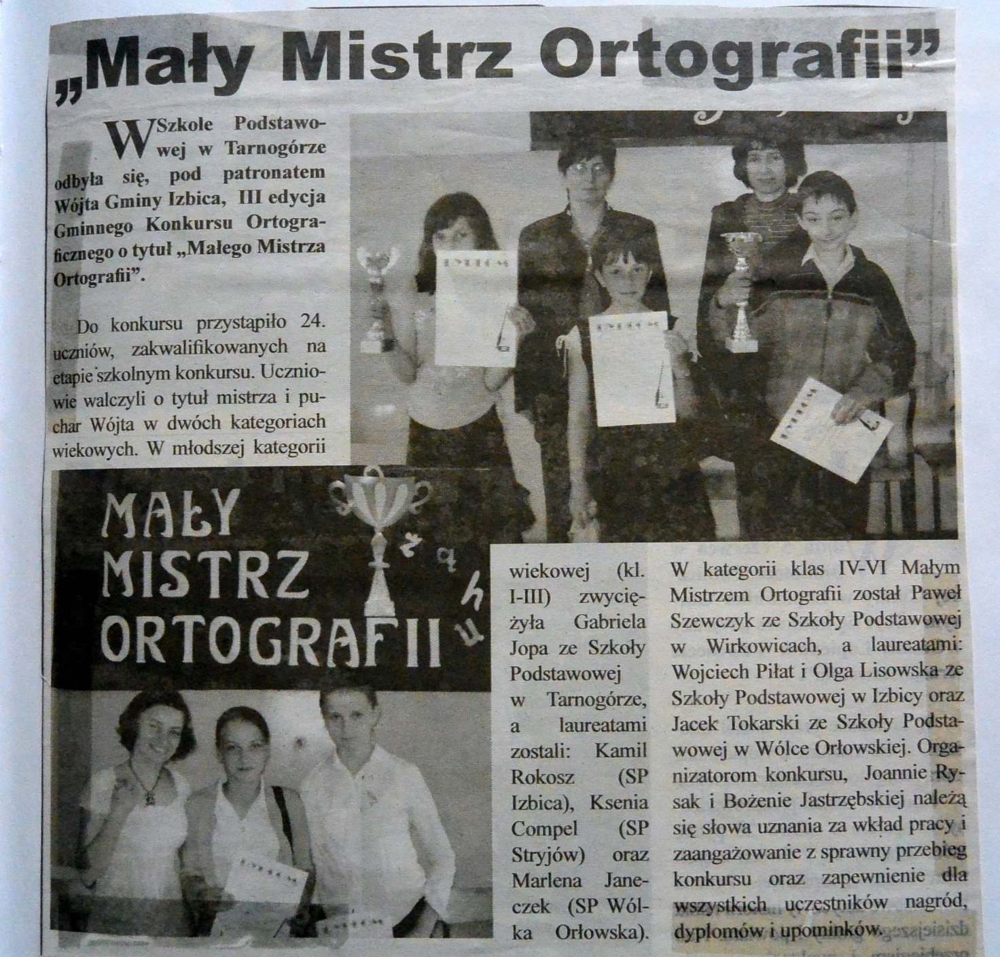 „Mały Mistrz Ortografii”
W Szkole Podstawo-
wej w Tarnogórze
odbyła się, pod patronatem
Wójta Gminy Izbica, III edycja
Gminnego Konkursu Ortogra-
ficznego o tytuł „Małego Mistrza
Ortografii”.
Do konkursu przystąpiło 24.
uczniów, zakwalifikowanych na
etapie szkolnym konkursu. Ucznio-
wie walczyli o tytuł mistrza i pu-
char Wójta w dwóch kategoriach
wiekowych. W młodszej kategorii
DYPLOM
DYPLOM
DYPLOM
MAŁY
MISTRZ
ORTOGRAFII
ż ą h u
DYPLOM
DYPLOM
wiekowej (kl.
I-III) zwycię-
żyła Gabriela
Jopa ze Szkoły
Podstawowej
w Tarnogórze,
a laureatami
zostali: Kamil
Rokosz (SP
Izbica), Ksenia
Compel (SP
Stryjów) oraz
Marlena Jane-
czek (SP Wól-
ka Orłowska).
W kategorii klas IV-VI Małym
Mistrzem Ortografii został Paweł
Szewczyk ze Szkoły Podstawowej
w Wirkowicach, a laureatami:
Wojciech Piłat i Olga Lisowska ze
Szkoły Podstawowej w Izbicy oraz
Jacek Tokarski ze Szkoły Podsta-
wowej w Wólce Orłowskiej. Orga-
nizatorom konkursu, Joannie Ry-
sak i Bożenie Jastrzębskiej należą
się słowa uznania za wkład pracy i
zaangażowanie z sprawny przebieg
konkursu oraz zapewnienie dla
wszystkich uczestników nagród,
dyplomów i upominków.